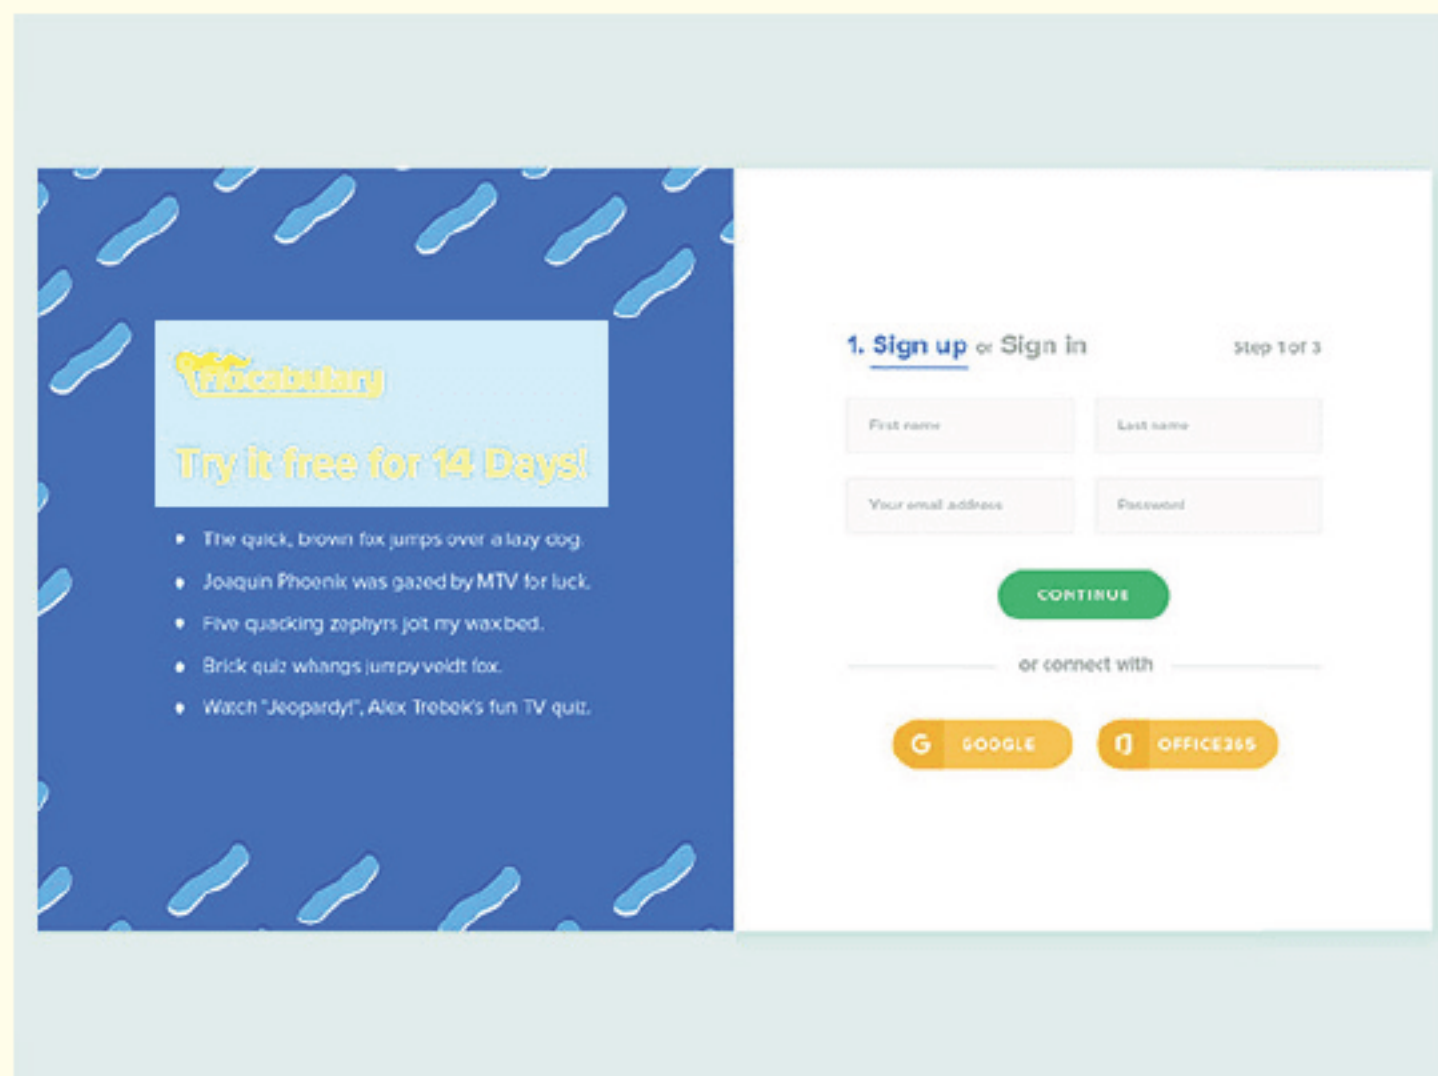 flocabulary
Try it free for 14 Days!
• The quick, brown fox jumps over a lazy dog.
• Joaquin Phoenix was gazed by MTV for luck.
• Five quacking zephyrs jolt my wax bed.
• Brick quiz whangs jumpy veldt fox.
• Watch "Jeopardy!", Alex Trebek's fun TV quiz.
1. Sign up or Sign in
Step 1 of 3
First name
Last name
Your email address
Password
CONTINUE
or connect with
G GOOGLE
OFFICE365